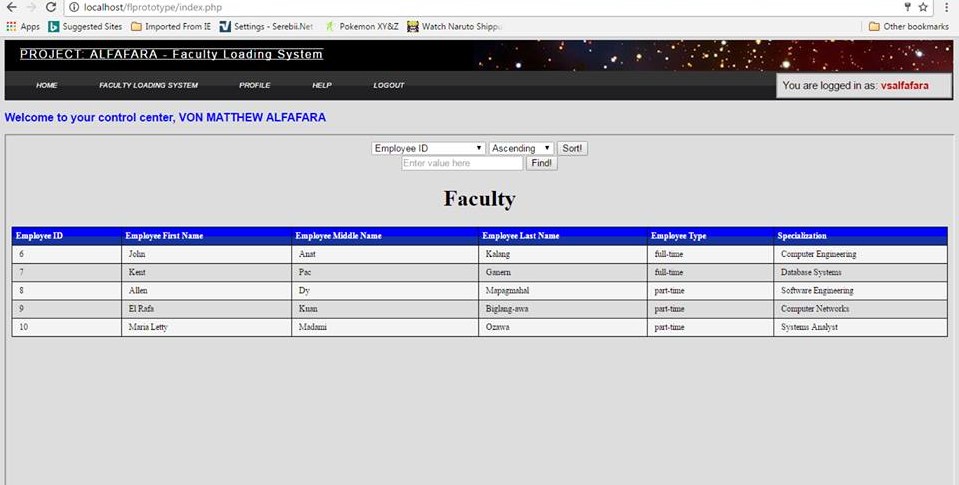 localhost/flprototype/index.php
Apps Suggested Sites Imported From IE Settings - Serebii.Net Pokemon XY&Z Watch Naruto Shippu Other bookmarks
PROJECT: ALFAFARA - Faculty Loading System
HOME FACULTY LOADING SYSTEM PROFILE HELP LOGOUT You are logged in as: vsalfafara
Welcome to your control center, VON MATTHEW ALFAFARA
Employee ID Ascending Sort!
Enter value here Find!
Faculty
Employee ID Employee First Name Employee Middle Name Employee Last Name Employee Type Specialization
6 John Anat Kalang full-time Computer Engineering
7 Kent Pac Ganern full-time Database Systems
8 Allen Dy Mapagmahal part-time Software Engineering
9 El Rafa Kuan Biglang-awa part-time Computer Networks
10 Maria Letty Madami Ozawa part-time Systems Analyst